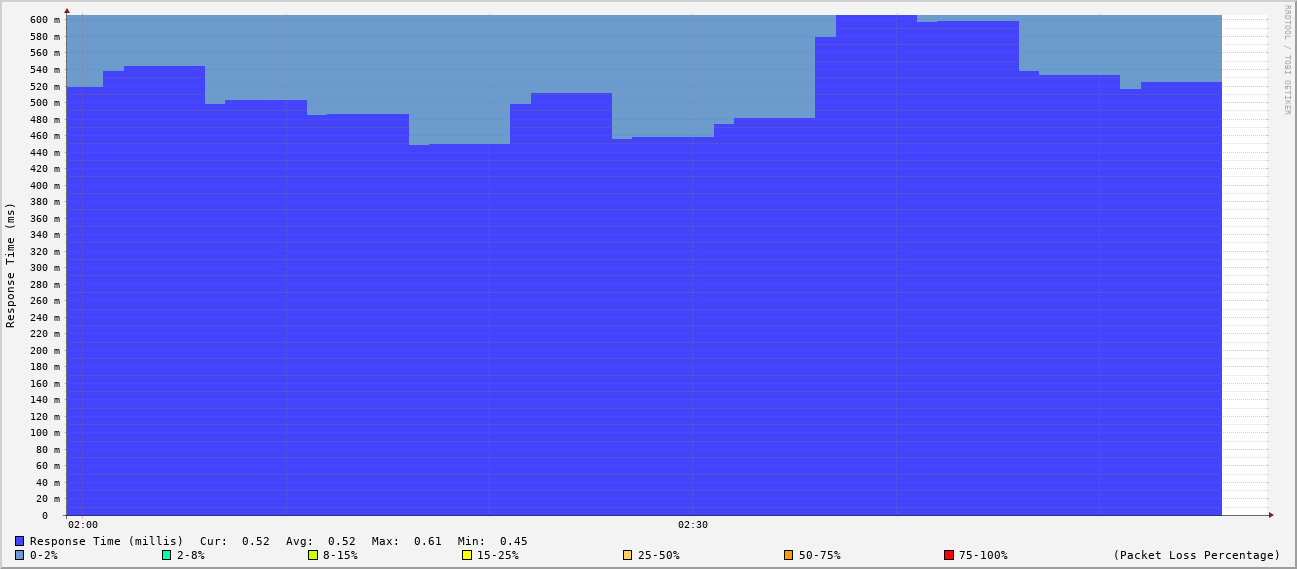 600 m
580 m
560 m
540 m
520 m
500 m
480 m
460 m
440 m
420 m
400 m
380 m
360 m
340 m
320 m
300 m
280 m
260 m
240 m
220 m
200 m
180 m
160 m
140 m
120 m
100 m
80 m
60 m
40 m
20 m
0
Response Time (ms)
RRDTOOL / TOBI OETIKER
02:00 02:30
Response Time (millis) Cur: 0.52 Avg: 0.52 Max: 0.61 Min: 0.45
0-2% 2-8% 8-15% 15-25% 25-50% 50-75% 75-100% (Packet Loss Percentage)